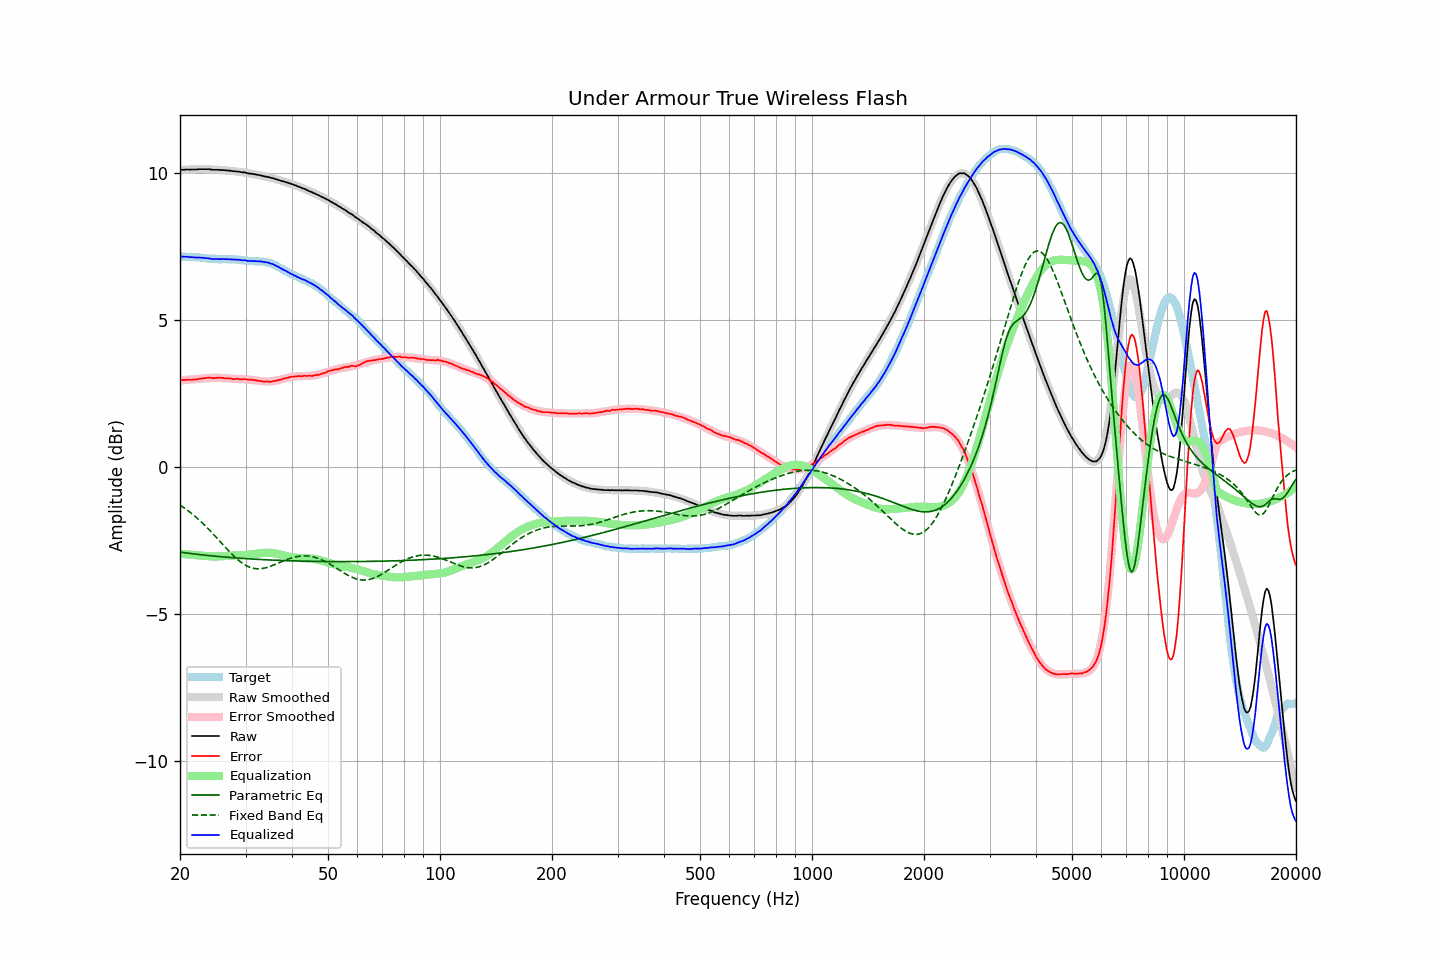 Under Armour True Wireless Flash
Amplitude (dBr)
10
5
0
−5
−10
Target
Raw Smoothed
Error Smoothed
Raw
Error
Equalization
Parametric Eq
Fixed Band Eq
Equalized
20
50
100
200
500
1000
2000
5000
10000
20000
Frequency (Hz)